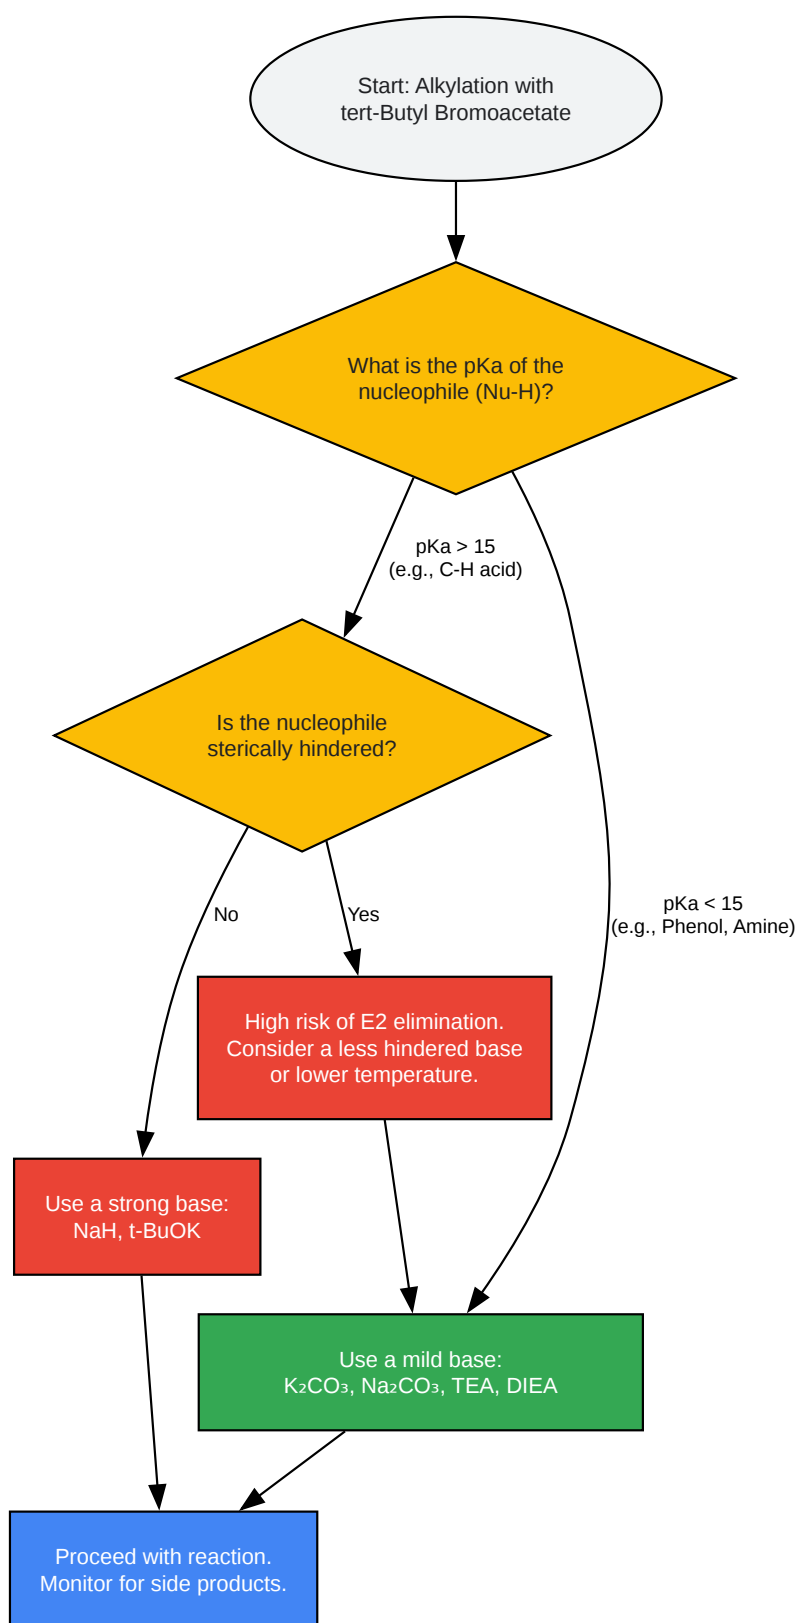 Start: Alkylation with
tert-Butyl Bromoacetate
What is the pKa of the
nucleophile (Nu-H)?
pKa > 15
(e.g., C-H acid)
Is the nucleophile
sterically hindered?
No
Yes
pKa < 15
(e.g., Phenol, Amine)
High risk of E2 elimination.
Consider a less hindered base
or lower temperature.
Use a strong base:
NaH, t-BuOK
Use a mild base:
K₂CO₃, Na₂CO₃, TEA, DIEA
Proceed with reaction.
Monitor for side products.